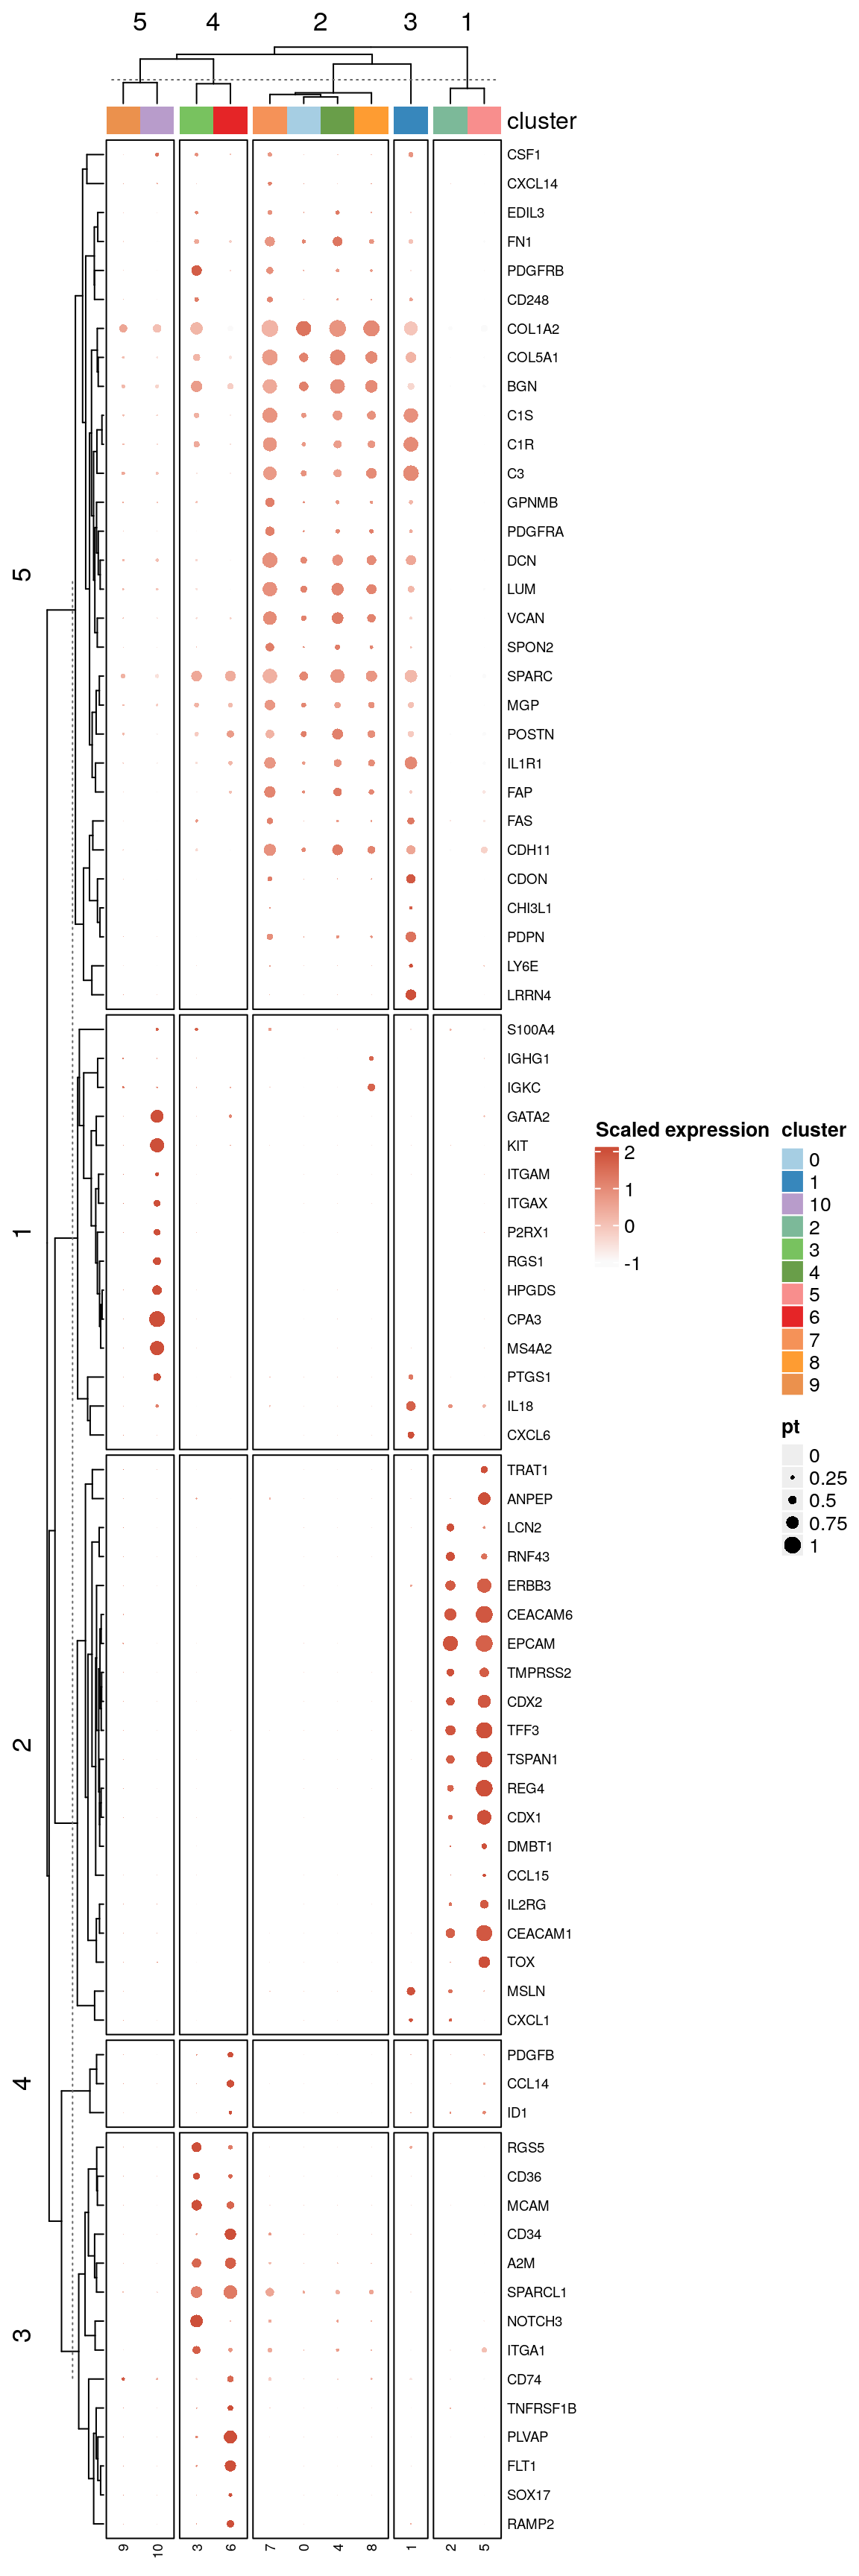 5 4 2 3 1
cluster
CSF1
CXCL14
EDIL3
FN1
PDGFRB
CD248
COL1A2
COL5A1
BGN
C1S
C1R
C3
GPNMB
PDGFRA
5
DCN
LUM
VCAN
SPON2
SPARC
MGP
POSTN
IL1R1
FAP
FAS
CDH11
CDON
CHI3L1
PDPN
LY6E
LRRN4
S100A4
IGHG1
IGKC
GATA2
KIT
ITGAM
ITGAX
1
P2RX1
RGS1
HPGDS
CPA3
MS4A2
PTGS1
IL18
CXCL6
Scaled expression
2
1
0
-1
cluster
0
1
10
2
3
4
5
6
7
8
9
pt
0
0.25
0.5
0.75
1
TRAT1
ANPEP
LCN2
RNF43
ERBB3
CEACAM6
EPCAM
TMPRSS2
CDX2
TFF3
2
TSPAN1
REG4
CDX1
DMBT1
CCL15
IL2RG
CEACAM1
TOX
MSLN
CXCL1
PDGFB
4
CCL14
ID1
RGS5
CD36
MCAM
CD34
A2M
SPARCL1
NOTCH3
3
ITGA1
CD74
TNFRSF1B
PLVAP
FLT1
SOX17
RAMP2
9 10 3 6 7 0 4 8 1 2 5